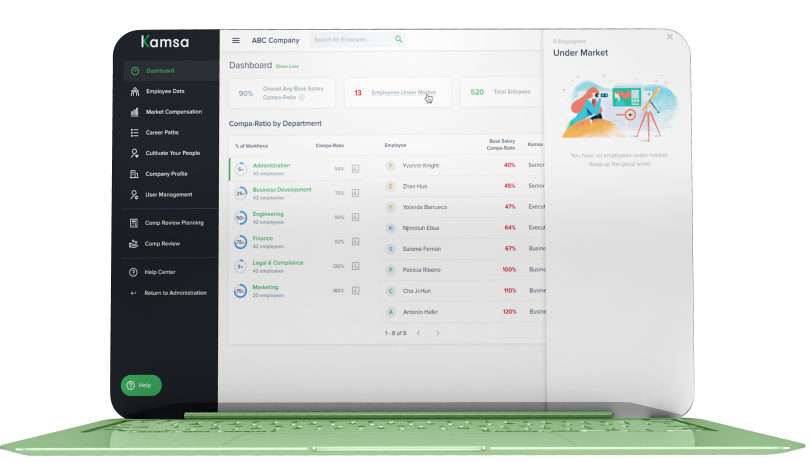 Kamsa
Dashboard
Employee Data
Market Compensation
Career Paths
Cultivate Your People
Company Profile
User Management
Comp Review Planning
Comp Review
Help Center
Return to Administration
Help
ABC Company
Search for Employee...
Dashboard Show Less
90%
Overall Avg Base Salary
Compa-Ratio
13 Employees Under Market
520
Compa-Ratio by Department
% of Workforce Compa-Ratio
Administration
42 employees
54%
Business Development
42 employees
75%
Engineering
42 employees
90%
Finance
42 employees
92%
Legal & Compliance
42 employees
120%
Marketing
20 employees
180%
Employee
Base Salary
Compa-Ratio
Kamsa
Y Yvonne Knight 40% Senior
Z Zhan Huo 45% Senior
Y Yolanda Barrueco 47% Execut
N Njimoluh Ebua 64% Execut
S Salomé Fernán 67% Busine
P Patricia Ribeiro 100% Busine
C Cha Ji-Hun 110% Busine
A Antonin Hafer 120% Busine
1 - 8 of 8
0 Employees
Under Market
You have no employees under market.
Keep up the good work!